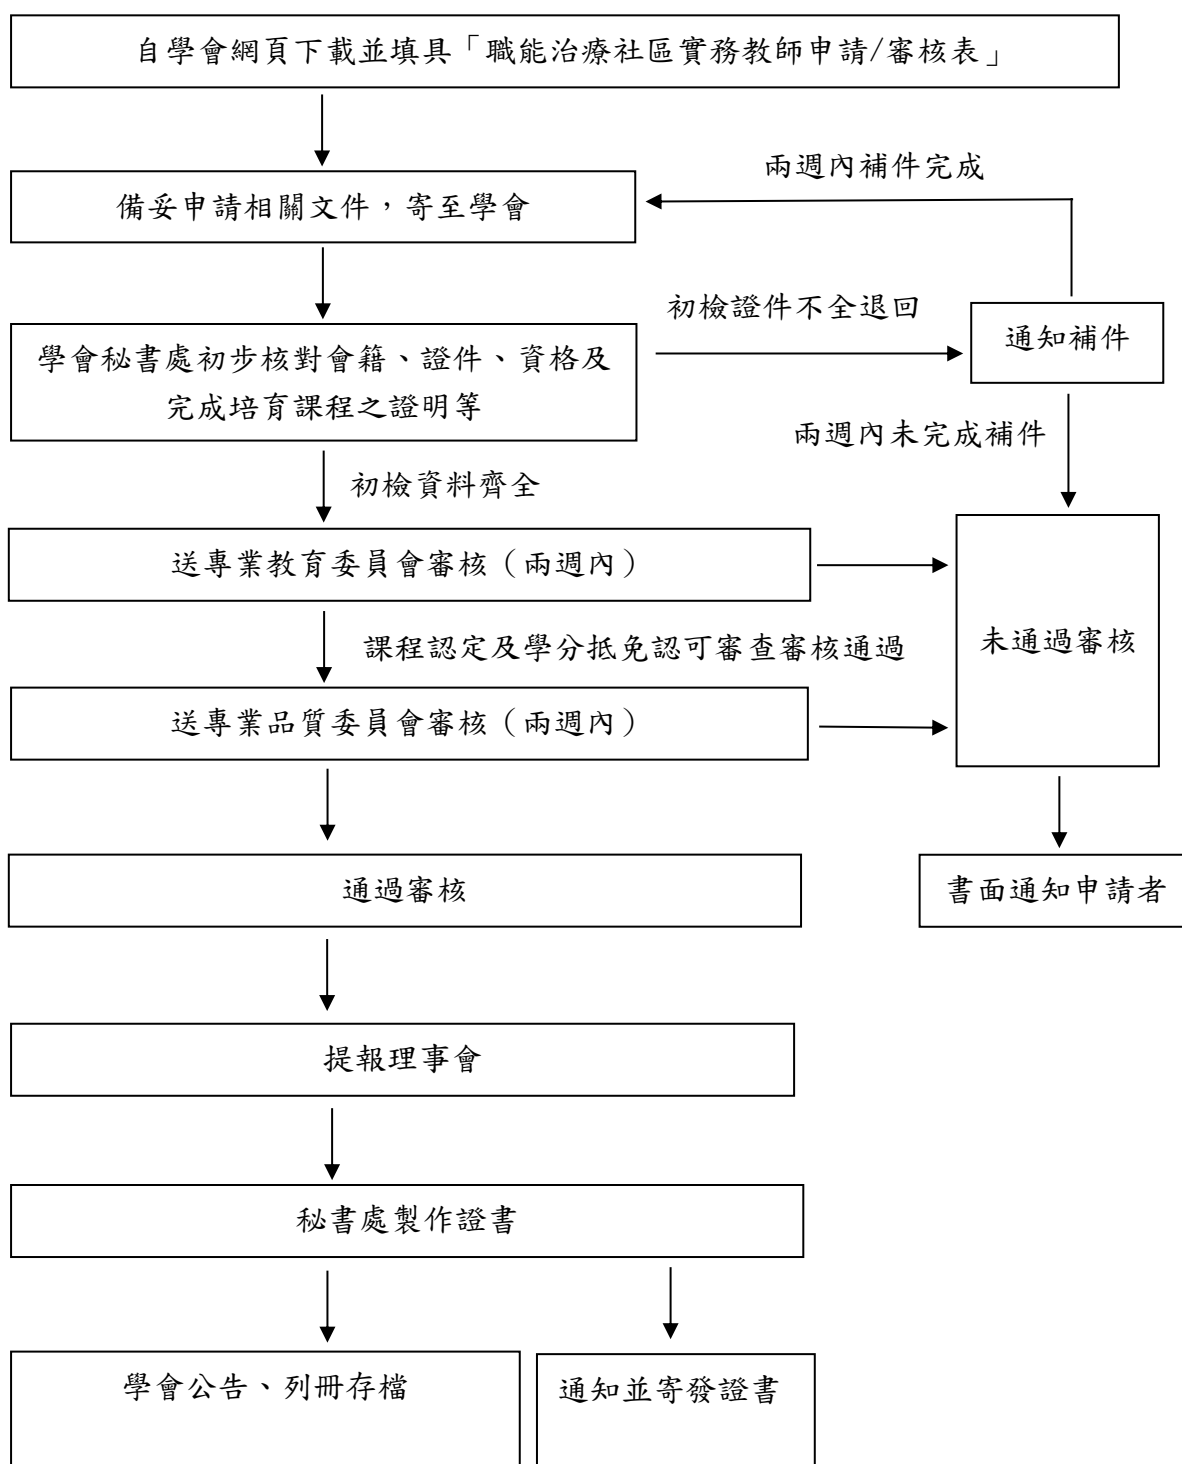 自學會網頁下載並填具「職能治療社區實務教師申請/審核表」
兩週內補件完成
備妥申請相關文件，寄至學會
初檢證件不全退回
通知補件
學會秘書處初步核對會籍、證件、資格及
完成培育課程之證明等
兩週內未完成補件
初檢資料齊全
送專業教育委員會審核（兩週內）
未通過審核
課程認定及學分抵免認可審查審核通過
送專業品質委員會審核（兩週內）
通過審核
書面通知申請者
提報理事會
秘書處製作證書
學會公告、列冊存檔
通知並寄發證書